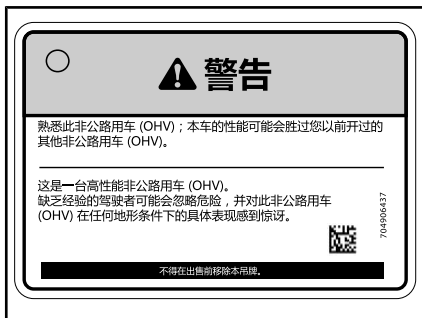 警告
熟悉此非公路用车 (OHV)；本车的性能可能会胜过您以前开过的
其他非公路用车 (OHV)。
这是一台高性能非公路用车 (OHV)。
缺乏经验的驾驶者可能会忽略危险，并对此非公路用车
(OHV) 在任何地形条件下的具体表现感到惊讶。
704906437
不得在出售前移除本吊牌。